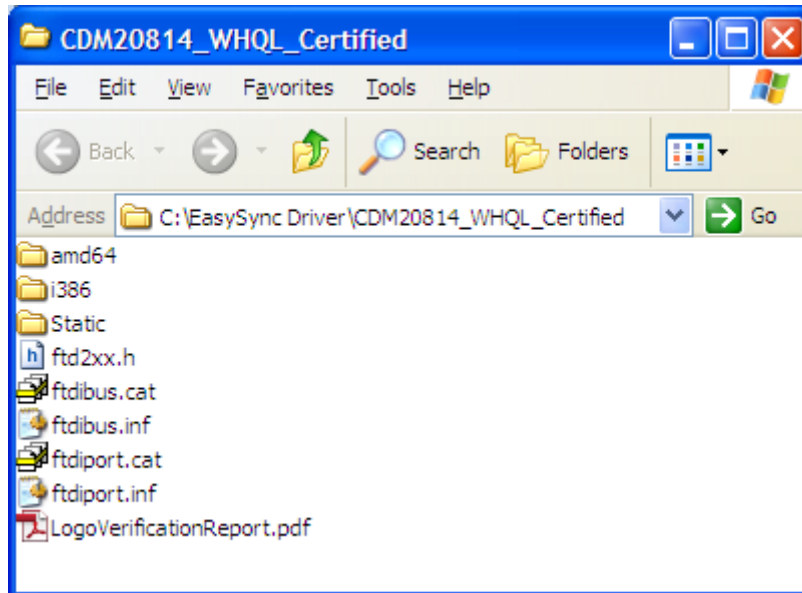 CDM20814_WHQL_Certified
File Edit View Favorites Tools Help
Back Search Folders
Address C:\EasySync Driver\CDM20814_WHQL_Certified Go
amd64
i386
Static
h ftd2xx.h
ftdibus.cat
ftdibus.inf
ftdiport.cat
ftdiport.inf
LogoVerificationReport.pdf